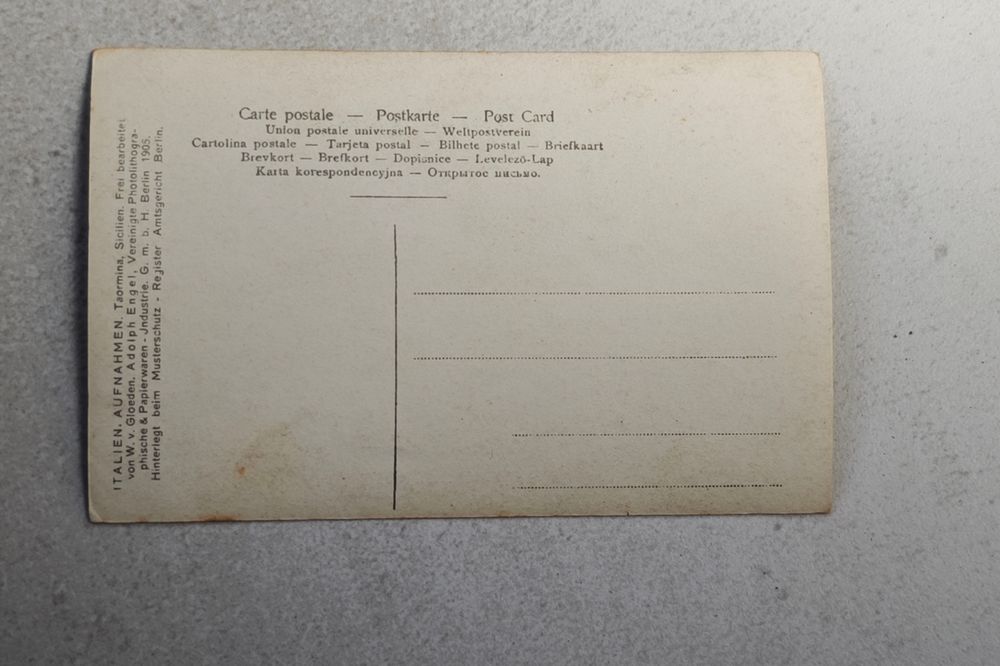 Carte postale — Postkarte — Post Card
Union postale universelle — Weltpostverein
Cartolina postale — Tarjeta postal — Bilhete postal — Briefkaart
Brevkort — Brefkort — Dopisnice — Levelező-Lap
Karta korespondencyjna — Открытое письмо.
ITALIEN. AUFNAHMEN. Taormina, Sicilien. Frei bearbeitet
von W. v. Gloeden. Adolph Engel, Vereinigte Photolithogra-
phische & Papierwaren - Jndustrie. G. m. b. H. Berlin 1905.
Hinterlegt beim Musterschutz - Register Amtsgericht Berlin.